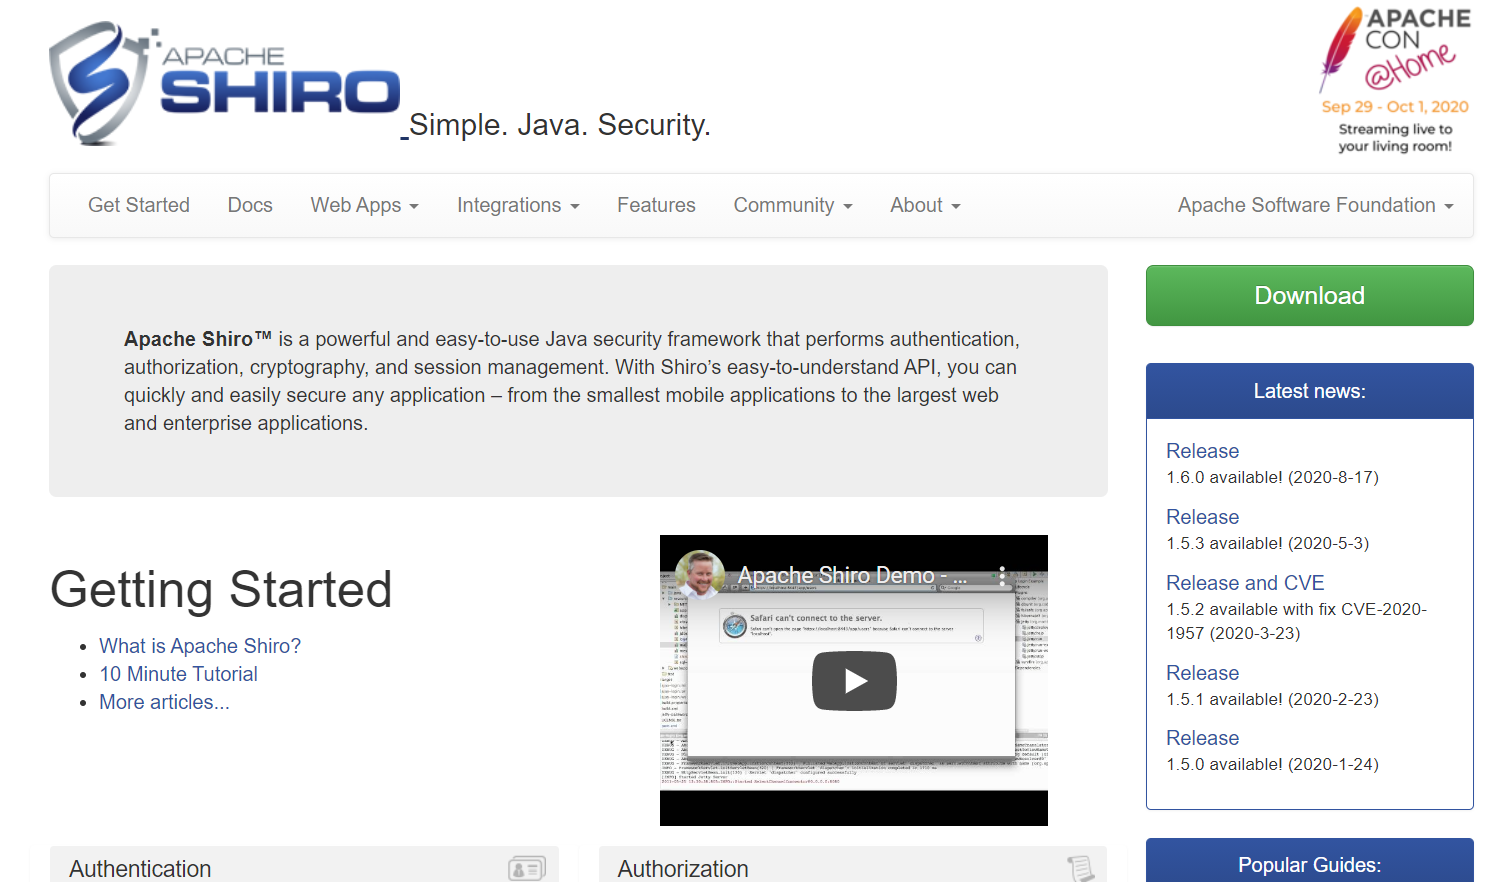 APACHE
SHIRO
Simple. Java. Security.
APACHE
CON
@Home
Sep 29 - Oct 1, 2020
Streaming live to
your living room!
Get Started
Docs
Web Apps
Integrations
Features
Community
About
Apache Software Foundation
Apache Shiro™ is a powerful and easy-to-use Java security framework that performs authentication,
authorization, cryptography, and session management. With Shiro’s easy-to-understand API, you can
quickly and easily secure any application – from the smallest mobile applications to the largest web
and enterprise applications.
Getting Started
What is Apache Shiro?
10 Minute Tutorial
More articles...
Apache Shiro Demo - ...
Safari can't connect to the server.
Authentication
Authorization
Download
Latest news:
Release
1.6.0 available! (2020-8-17)
Release
1.5.3 available! (2020-5-3)
Release and CVE
1.5.2 available with fix CVE-2020-
1957 (2020-3-23)
Release
1.5.1 available! (2020-2-23)
Release
1.5.0 available! (2020-1-24)
Popular Guides: